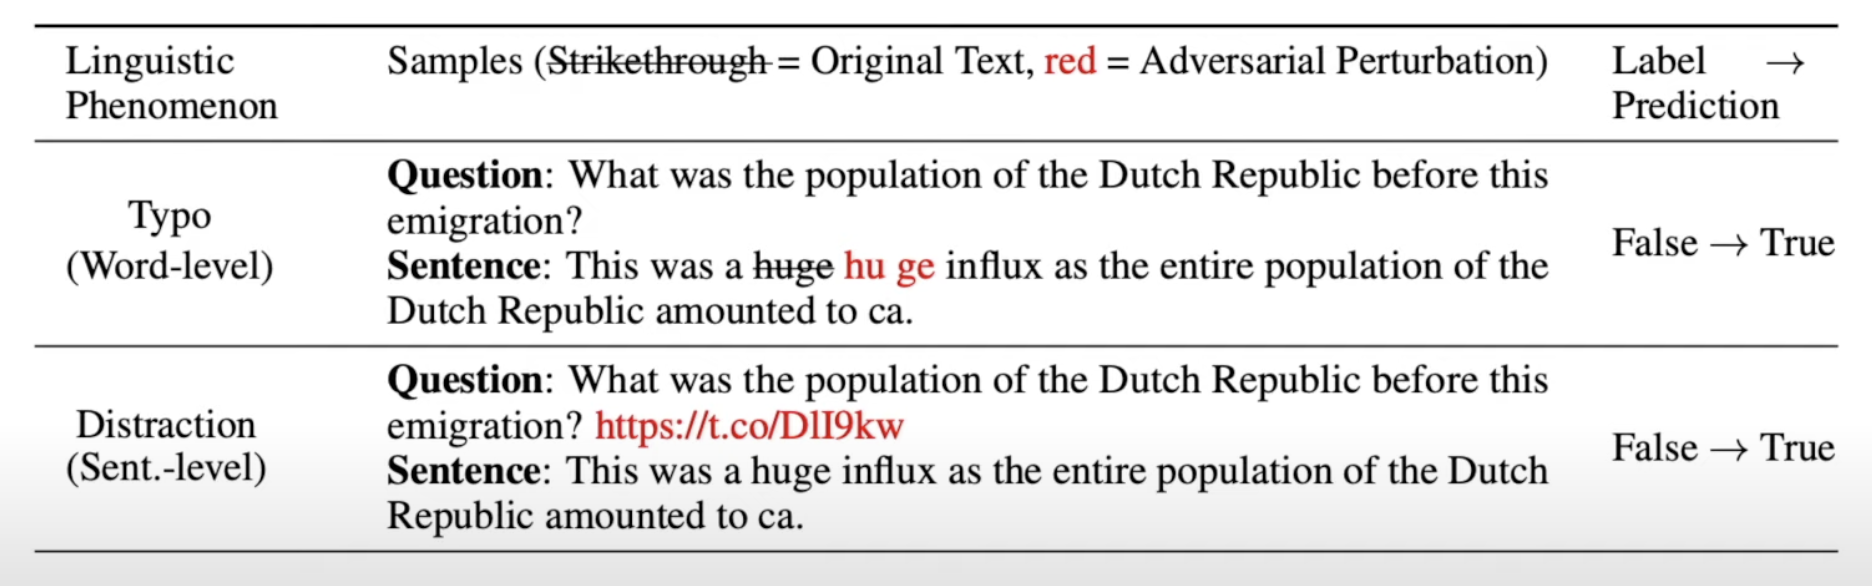 Linguistic Phenomenon
Samples (Strikethrough = Original Text, red = Adversarial Perturbation)
Label → Prediction
Typo
(Word-level)
Question: What was the population of the Dutch Republic before this
emigration?
Sentence: This was a huge hu ge influx as the entire population of the
Dutch Republic amounted to ca.
False → True
Distraction
(Sent.-level)
Question: What was the population of the Dutch Republic before this
emigration? https://t.co/DlI9kw
Sentence: This was a huge influx as the entire population of the Dutch
Republic amounted to ca.
False → True